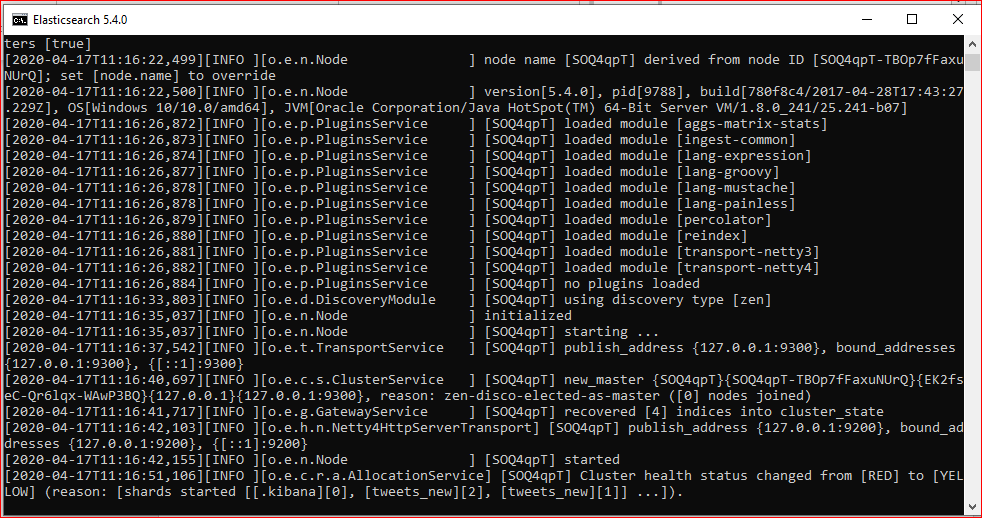 Elasticsearch 5.4.0
ters [true]
[2020-04-17T11:16:22,499][INFO ][o.e.n.Node               ] node name [SOQ4qpT] derived from node ID [SOQ4qpT-TBOp7fFaxu
NUrQ]; set [node.name] to override
[2020-04-17T11:16:22,500][INFO ][o.e.n.Node               ] version[5.4.0], pid[9788], build[780f8c4/2017-04-28T17:43:27
.229Z], OS[Windows 10/10.0/amd64], JVM[Oracle Corporation/Java HotSpot(TM) 64-Bit Server VM/1.8.0_241/25.241-b07]
[2020-04-17T11:16:26,872][INFO ][o.e.p.PluginsService     ] [SOQ4qpT] loaded module [aggs-matrix-stats]
[2020-04-17T11:16:26,873][INFO ][o.e.p.PluginsService     ] [SOQ4qpT] loaded module [ingest-common]
[2020-04-17T11:16:26,874][INFO ][o.e.p.PluginsService     ] [SOQ4qpT] loaded module [lang-expression]
[2020-04-17T11:16:26,877][INFO ][o.e.p.PluginsService     ] [SOQ4qpT] loaded module [lang-groovy]
[2020-04-17T11:16:26,878][INFO ][o.e.p.PluginsService     ] [SOQ4qpT] loaded module [lang-mustache]
[2020-04-17T11:16:26,878][INFO ][o.e.p.PluginsService     ] [SOQ4qpT] loaded module [lang-painless]
[2020-04-17T11:16:26,879][INFO ][o.e.p.PluginsService     ] [SOQ4qpT] loaded module [percolator]
[2020-04-17T11:16:26,880][INFO ][o.e.p.PluginsService     ] [SOQ4qpT] loaded module [reindex]
[2020-04-17T11:16:26,881][INFO ][o.e.p.PluginsService     ] [SOQ4qpT] loaded module [transport-netty3]
[2020-04-17T11:16:26,882][INFO ][o.e.p.PluginsService     ] [SOQ4qpT] loaded module [transport-netty4]
[2020-04-17T11:16:26,884][INFO ][o.e.p.PluginsService     ] [SOQ4qpT] no plugins loaded
[2020-04-17T11:16:33,803][INFO ][o.e.d.DiscoveryModule    ] [SOQ4qpT] using discovery type [zen]
[2020-04-17T11:16:35,037][INFO ][o.e.n.Node               ] initialized
[2020-04-17T11:16:35,037][INFO ][o.e.n.Node               ] [SOQ4qpT] starting ...
[2020-04-17T11:16:37,542][INFO ][o.e.t.TransportService   ] [SOQ4qpT] publish_address {127.0.0.1:9300}, bound_addresses
{127.0.0.1:9300}, {[::1]:9300}
[2020-04-17T11:16:40,697][INFO ][o.e.c.s.ClusterService   ] [SOQ4qpT] new_master {SOQ4qpT}{SOQ4qpT-TBOp7fFaxuNUrQ}{EK2fs
eC-Qr6lqx-WAwP3BQ}{127.0.0.1}{127.0.0.1:9300}, reason: zen-disco-elected-as-master ([0] nodes joined)
[2020-04-17T11:16:41,717][INFO ][o.e.g.GatewayService     ] [SOQ4qpT] recovered [4] indices into cluster_state
[2020-04-17T11:16:42,103][INFO ][o.e.h.n.Netty4HttpServerTransport] [SOQ4qpT] publish_address {127.0.0.1:9200}, bound_ad
dresses {127.0.0.1:9200}, {[::1]:9200}
[2020-04-17T11:16:42,155][INFO ][o.e.n.Node               ] [SOQ4qpT] started
[2020-04-17T11:16:51,106][INFO ][o.e.c.r.a.AllocationService] [SOQ4qpT] Cluster health status changed from [RED] to [YEL
LOW] (reason: [shards started [[.kibana][0], [tweets_new][2], [tweets_new][1]] ...]).